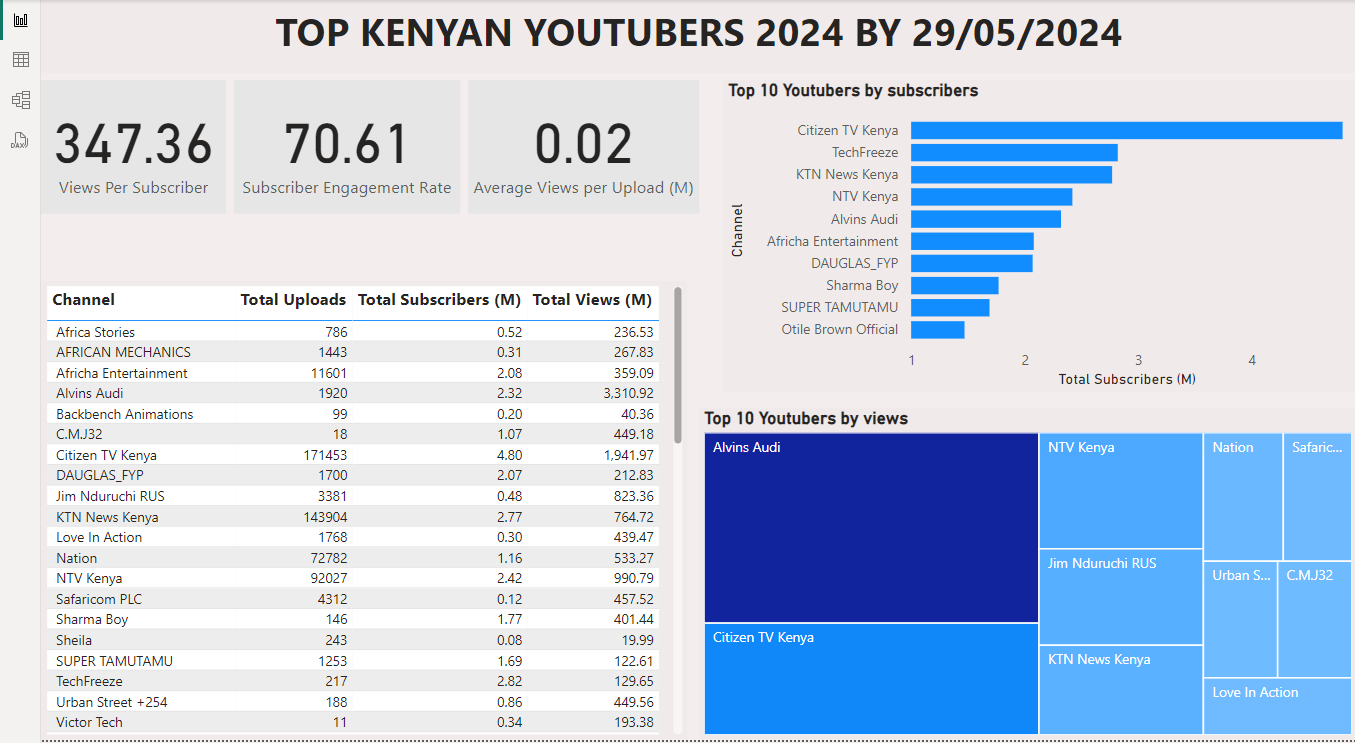 TOP KENYAN YOUTUBERS 2024 BY 29/05/2024
DAX
347.36
Views Per Subscriber
70.61
Subscriber Engagement Rate
0.02
Average Views per Upload (M)
Top 10 Youtubers by subscribers
Channel
Citizen TV Kenya
TechFreeze
KTN News Kenya
NTV Kenya
Alvins Audi
Africha Entertainment
DAUGLAS_FYP
Sharma Boy
SUPER TAMUTAMU
Otile Brown Official
1 2 3 4
Total Subscribers (M)
Channel Total Uploads Total Subscribers (M) Total Views (M)
Africa Stories 786 0.52 236.53
AFRICAN MECHANICS 1443 0.31 267.83
Africha Entertainment 11601 2.08 359.09
Alvins Audi 1920 2.32 3,310.92
Backbench Animations 99 0.20 40.36
C.MJ32 18 1.07 449.18
Citizen TV Kenya 171453 4.80 1,941.97
DAUGLAS_FYP 1700 2.07 212.83
Jim Nduruchi RUS 3381 0.48 823.36
KTN News Kenya 143904 2.77 764.72
Love In Action 1768 0.30 439.47
Nation 72782 1.16 533.27
NTV Kenya 92027 2.42 990.79
Safaricom PLC 4312 0.12 457.52
Sharma Boy 146 1.77 401.44
Sheila 243 0.08 19.99
SUPER TAMUTAMU 1253 1.69 122.61
TechFreeze 217 2.82 129.65
Urban Street +254 188 0.86 449.56
Victor Tech 11 0.34 193.38
Top 10 Youtubers by views
Alvins Audi
Citizen TV Kenya
NTV Kenya
Jim Nduruchi RUS
KTN News Kenya
Nation
Safaric...
Urban S...
C.MJ32
Love In Action